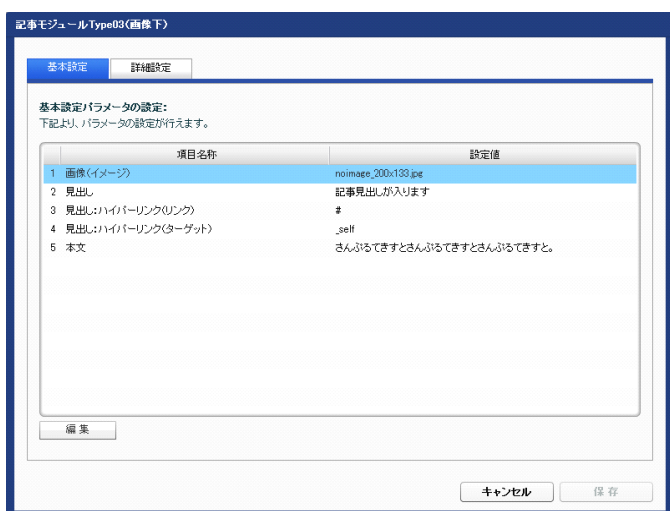 記事モジュールType03(画像下)
基本設定 詳細設定
基本設定パラメータの設定:
下記より、パラメータの設定が行えます。
項目名称 設定値
1 画像(イメージ) noimage_200x133.jpg
2 見出し 記事見出しが入ります
3 見出し:ハイパーリンク(リンク) #
4 見出し:ハイパーリンク(ターゲット) _self
5 本文 さんぷるてきすとさんぷるてきすとさんぷるてきすと。
編集
キャンセル 保存